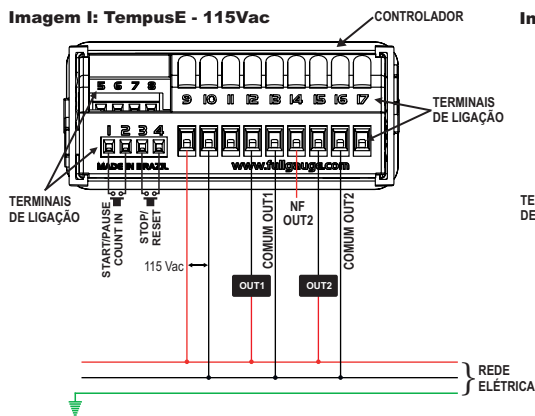 Imagem I: TempusE - 115Vac
CONTROLADOR
Im
5 6 7 8
9 10 11 12 13 14 15 16 17
TERMINAIS
DE LIGAÇÃO
1 2 3 4
MADE IN BRAZIL
www.fullgauge.com
TERMINAIS
DE LIGAÇÃO
START/PAUSE
COUNT IN
STOP/
RESET
COMUM OUT1
NF
OUT2
COMUM OUT2
TE
DE
115 Vac
OUT1
OUT2
REDE
ELÉTRICA